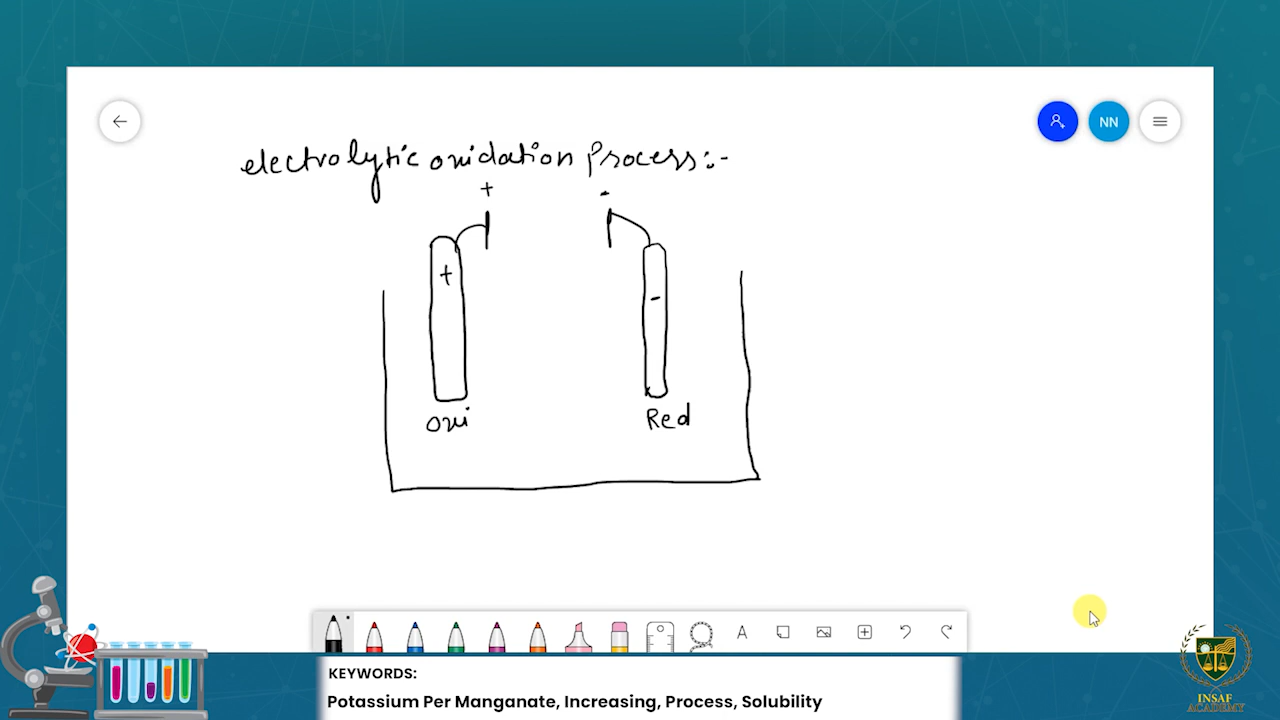 NN
electrolytic oxidation Process:-
+ -
+ -
Oxi Red
A
KEYWORDS:
Potassium Per Manganate, Increasing, Process, Solubility
INSAF
ACADEMY